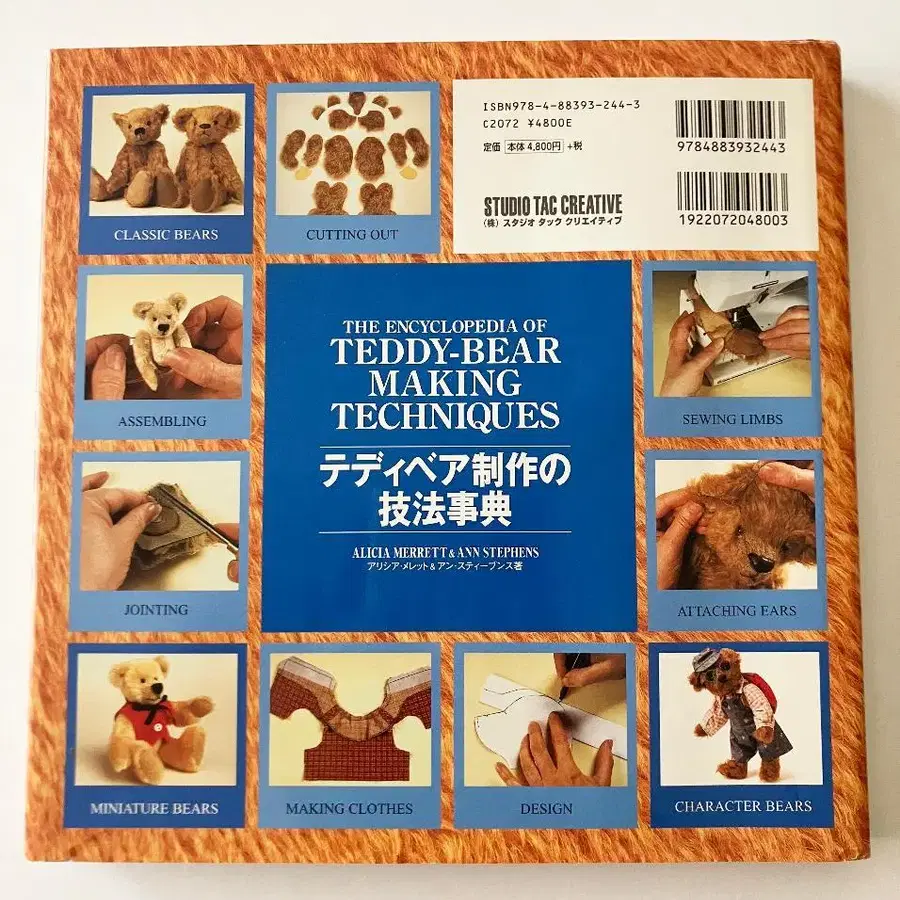 CLASSIC BEARS
CUTTING OUT
ISBN978-4-88393-244-3
C2072 ¥4800E
定価 本体 4,800円 +税
STUDIO TAC CREATIVE
(株) スタジオ タック クリエイティブ
9784883932443
1922072048003
ASSEMBLING
THE ENCYCLOPEDIA OF
TEDDY-BEAR
MAKING
TECHNIQUES
テディベア制作の
技法事典
ALICIA MERRETT & ANN STEPHENS
アリシア・メレット&アン・スティーブンス著
SEWING LIMBS
JOINTING
ATTACHING EARS
MINIATURE BEARS
MAKING CLOTHES
DESIGN
CHARACTER BEARS